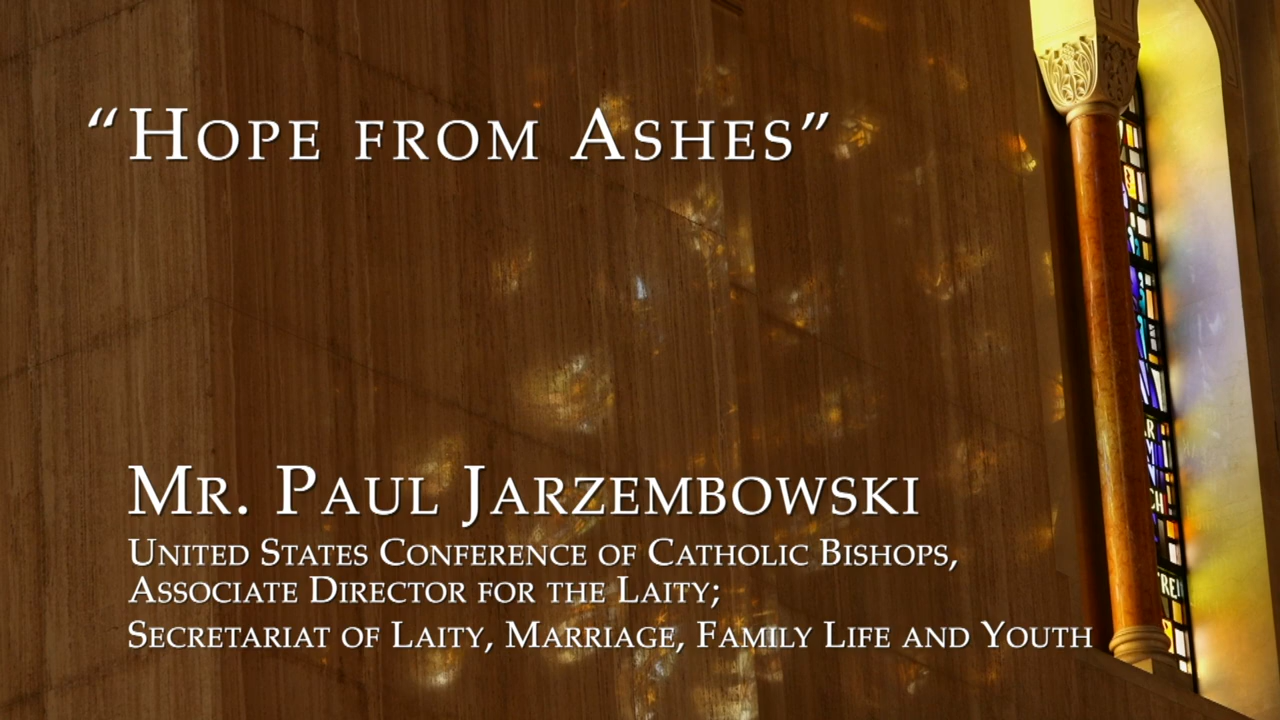 “Hope from Ashes”
Mr. Paul Jarzembowski
United States Conference of Catholic Bishops,
Associate Director for the Laity;
Secretariat of Laity, Marriage, Family Life and Youth